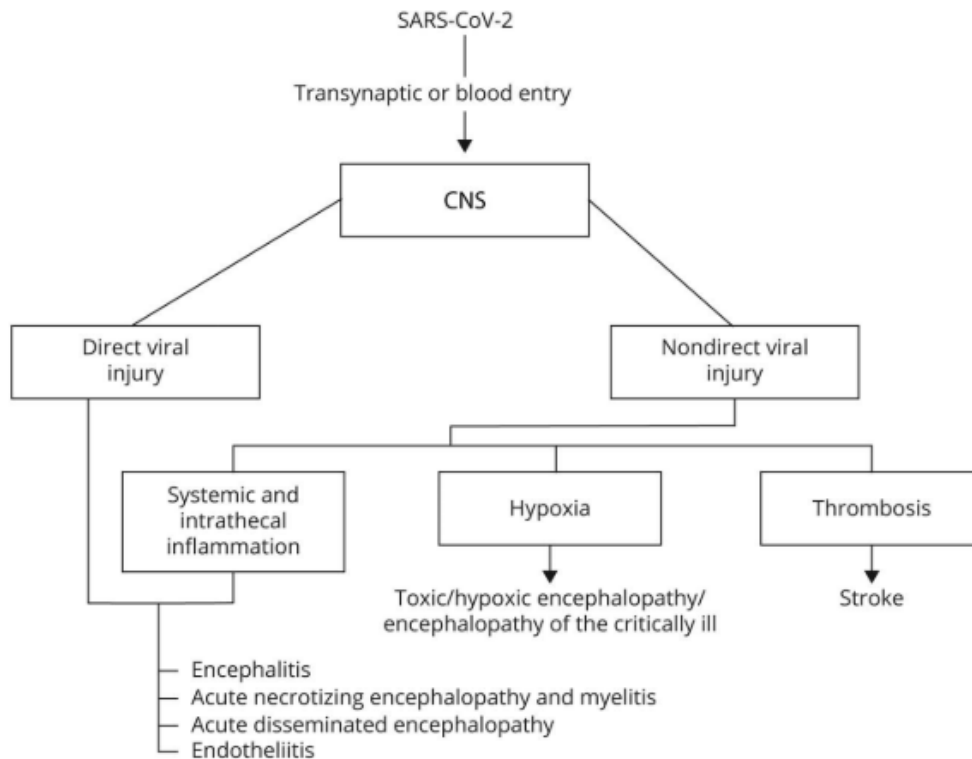 SARS-CoV-2
Transynaptic or blood entry
CNS
Direct viral
injury
Nondirect viral
injury
Systemic and
intrathecal
inflammation
Hypoxia
Thrombosis
Toxic/hypoxic encephalopathy/
encephalopathy of the critically ill
Stroke
Encephalitis
Acute necrotizing encephalopathy and myelitis
Acute disseminated encephalopathy
Endotheliitis